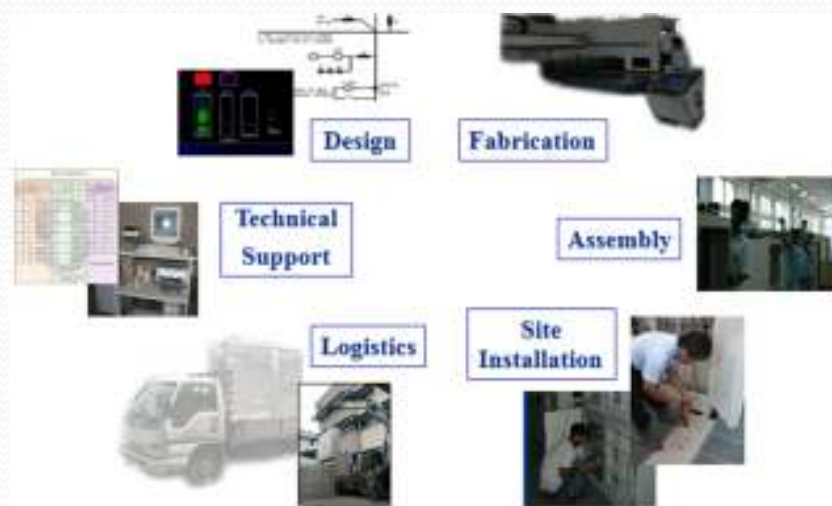 Design
Fabrication
Technical
Support
Assembly
Logistics
Site
Installation